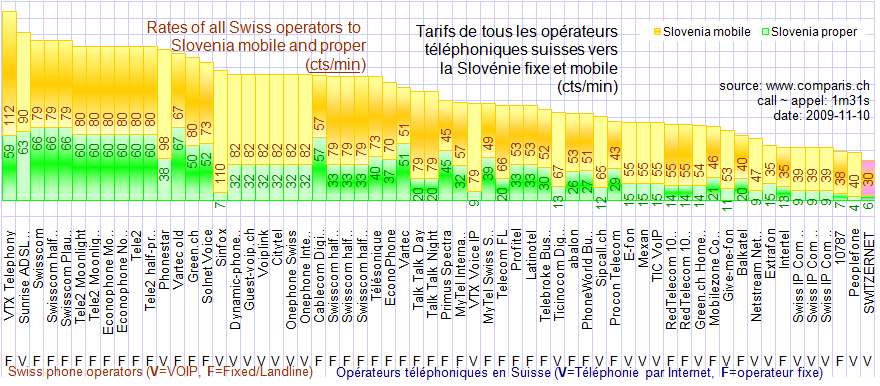 Rates of all Swiss operators to
Slovenia mobile and proper
(cts/min)
Tarifs de tous les opérateurs
téléphoniques suisses vers
la Slovénie fixe et mobile
(cts/min)
Slovenia mobile
Slovenia proper
source: www.comparis.ch
call ~ appel: 1m31s
date: 2009-11-10
112 90 79 79 79 80 80 80 80 80 80 98 67 80 73 110 82 82 82 82 82 79 57 79 79 79 73 70 51 79 79 45 57 79 49 66 53 53 52 67 53 51 65 43 55 55 55 55 55 54 46 53 40 47 35 35 39 39 39 38 40 30
59 63 66 66 66 60 60 60 60 60 60 38 67 50 52 7 32 32 32 32 32 32 57 33 33 33 40 37 51 20 20 45 37 9 39 20 33 33 30 13 26 27 12 29 15 15 15 14 14 14 21 11 20 9 15 13 9 9 9 7 4 6
VTX Telephony
Sunrise ADSL...
Swisscom
Swisscom half...
Swisscom Plau...
Tele2 Moonlight
Tele2 Moonlig...
Econophone Mo...
Econophone No...
Tele2
Tele2 half-pr...
Phonestar
Vartec old
Green.ch
Solnet Voice
Sinfox
Dynamic-phone...
Guest-voip.ch
Voiplink
Citytel
Onephone Swiss
Onephone Inte...
Cablecom Digi...
Swisscom half...
Swisscom half...
Swisscom half...
Télésonique
EconoPhone
Vartec
Talk Talk Day
Talk Talk Night
Primus Spectra
MyTel Interna...
VTX Voice IP
MyTel Swiss S...
Telecom FL
Profitel
Latinotel
Telebroke Bus...
Ticinocom Dig...
abalon
PhoneWorld Bu...
Sipcall.ch
Procon Telecom
E-fon
Mexan
TIC VoIP
RedTelecom 10...
RedTelecom 10...
Green.ch Home...
Mobilezone Co...
Give-me-fon
Balkatel
Netstream Net...
Extrafon
Intertel
Swiss IP Com ...
Swiss IP Com ...
Swiss IP Com ...
10787
Peoplefone
SWITZERNET
F V F F F F F F F F F V F F F V V V V V V V F F F F F F F F F F F V F F F F F V F F V F V V V F F F F V F V F F V V V F V V
Swiss phone operators (V=VOIP, F=Fixed/Landline)
Opérateurs téléphoniques en Suisse (V=Téléphonie par Internet, F=operateur fixe)